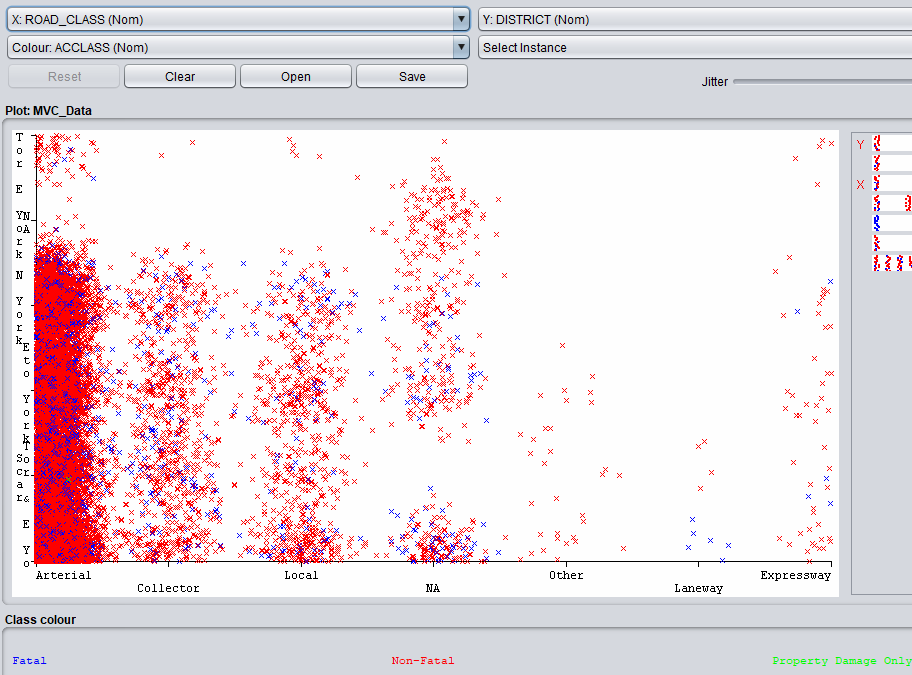 X: ROAD_CLASS (Nom)
Y: DISTRICT (Nom)
Colour: ACCLASS (Nom)
Select Instance
Reset
Clear
Open
Save
Jitter
Plot: MVC_Data
Y
X
Arterial
Collector
Local
NA
Other
Laneway
Expressway
Class colour
Fatal
Non-Fatal
Property Damage Only